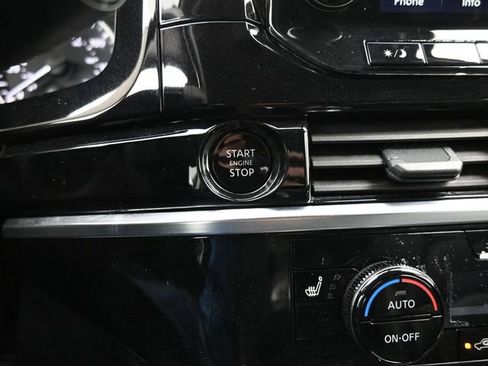 Phone Info
START
ENGINE
STOP
AUTO
ON•OFF